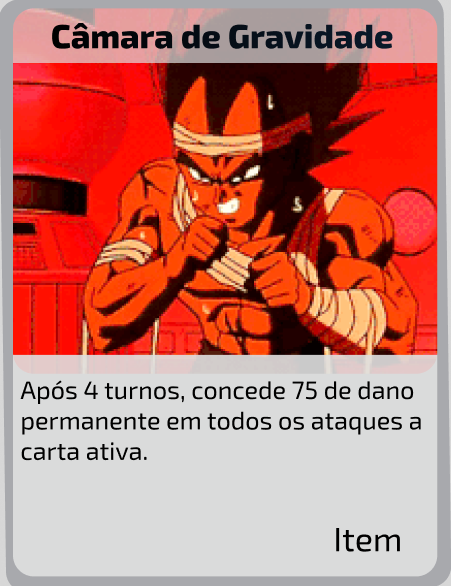 Câmara de Gravidade
Após 4 turnos, concede 75 de dano
permanente em todos os ataques a
carta ativa.
Item